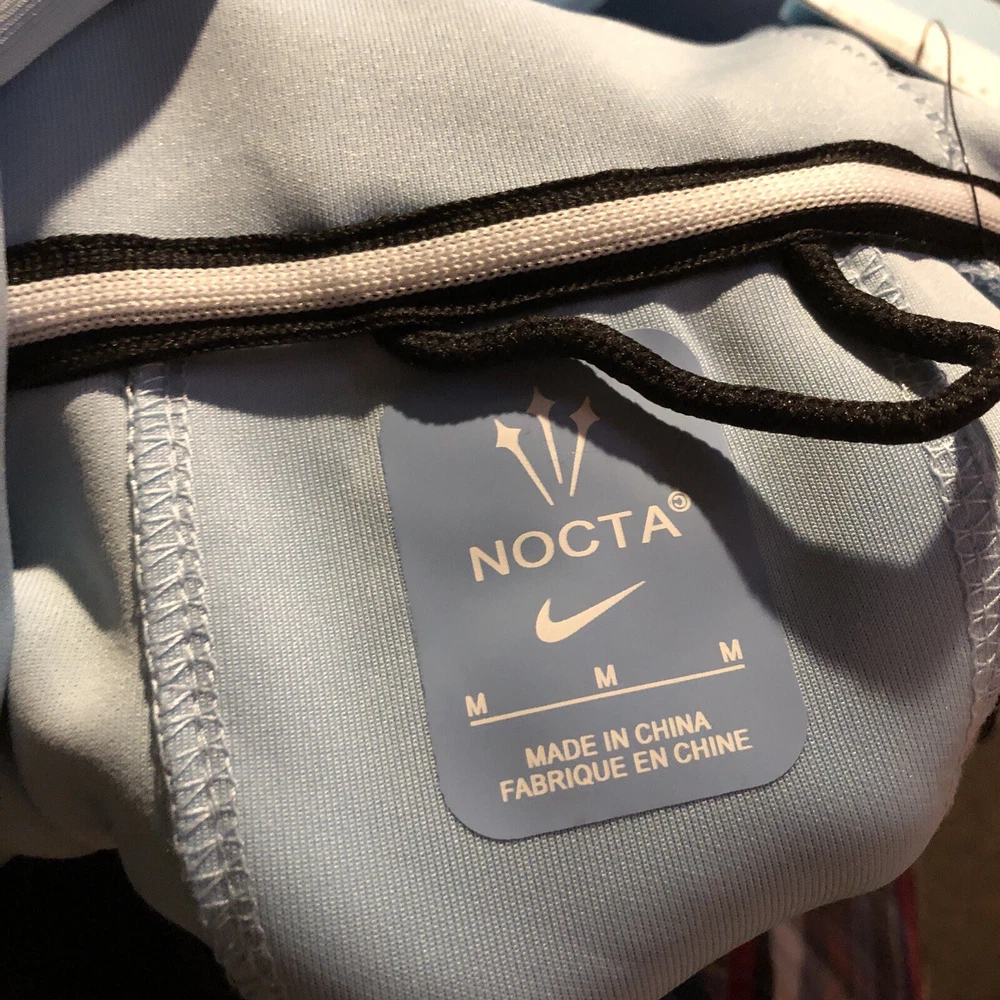 NOCTA©
M M M
MADE IN CHINA
FABRIQUE EN CHINE